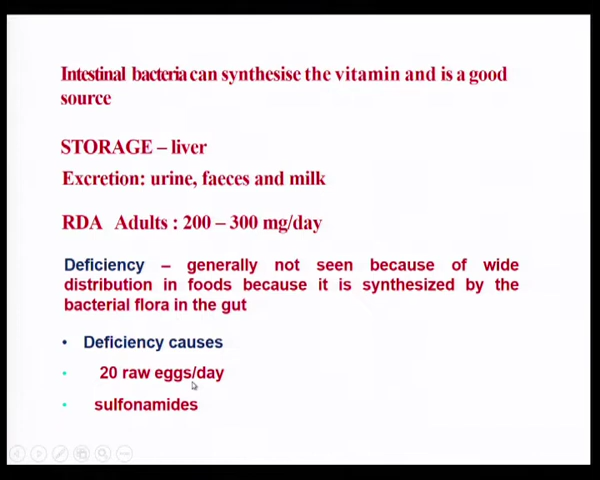 Intestinal bacteria can synthesise the vitamin and is a good
source
STORAGE – liver
Excretion: urine, faeces and milk
RDA Adults : 200 – 300 mg/day
Deficiency – generally not seen because of wide
distribution in foods because it is synthesized by the
bacterial flora in the gut
• Deficiency causes
• 20 raw eggs/day
• sulfonamides